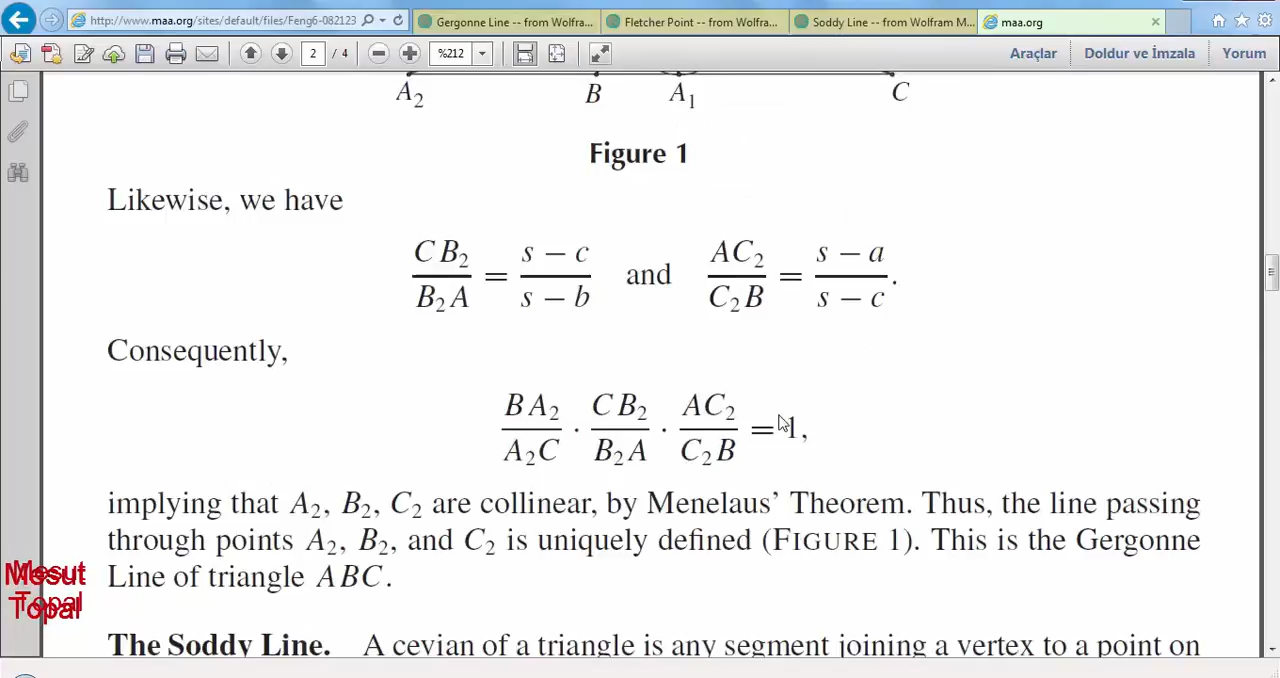 http://www.maa.org/sites/default/files/Feng6-082123
Gergonne Line -- from Wolfra...
Fletcher Point -- from Wolfra...
Soddy Line -- from Wolfram M...
maa.org
2 / 4
%212
Araçlar
Doldur ve İmzala
Yorum
A₂ B A₁ C
Figure 1
Likewise, we have
CB₂/B₂A = (s − c)/(s − b) and AC₂/C₂B = (s − a)/(s − c).
Consequently,
BA₂/A₂C · CB₂/B₂A · AC₂/C₂B = 1,
implying that A₂, B₂, C₂ are collinear, by Menelaus' Theorem. Thus, the line passing
through points A₂, B₂, and C₂ is uniquely defined (FIGURE 1). This is the Gergonne
Line of triangle ABC.
Mesut
Topal
The Soddy Line. A cevian of a triangle is any segment joining a vertex to a point on